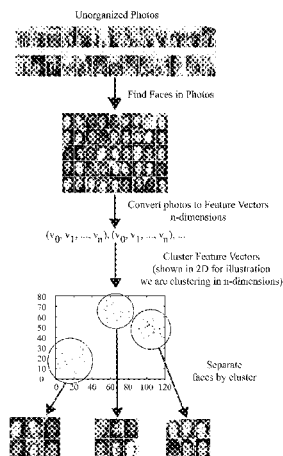 Unorganized Photos
Find Faces in Photos
Convert photos to Feature Vectors
n-dimensions
(v0, v1, ..., vn), (v0, v1, ..., vn), ...
Cluster Feature Vectors
(shown in 2D for illustration
we are clustering in n-dimensions)
80
70
60
50
40
30
20
10
0
0 20 40 60 80 100 120
Separate
faces by cluster